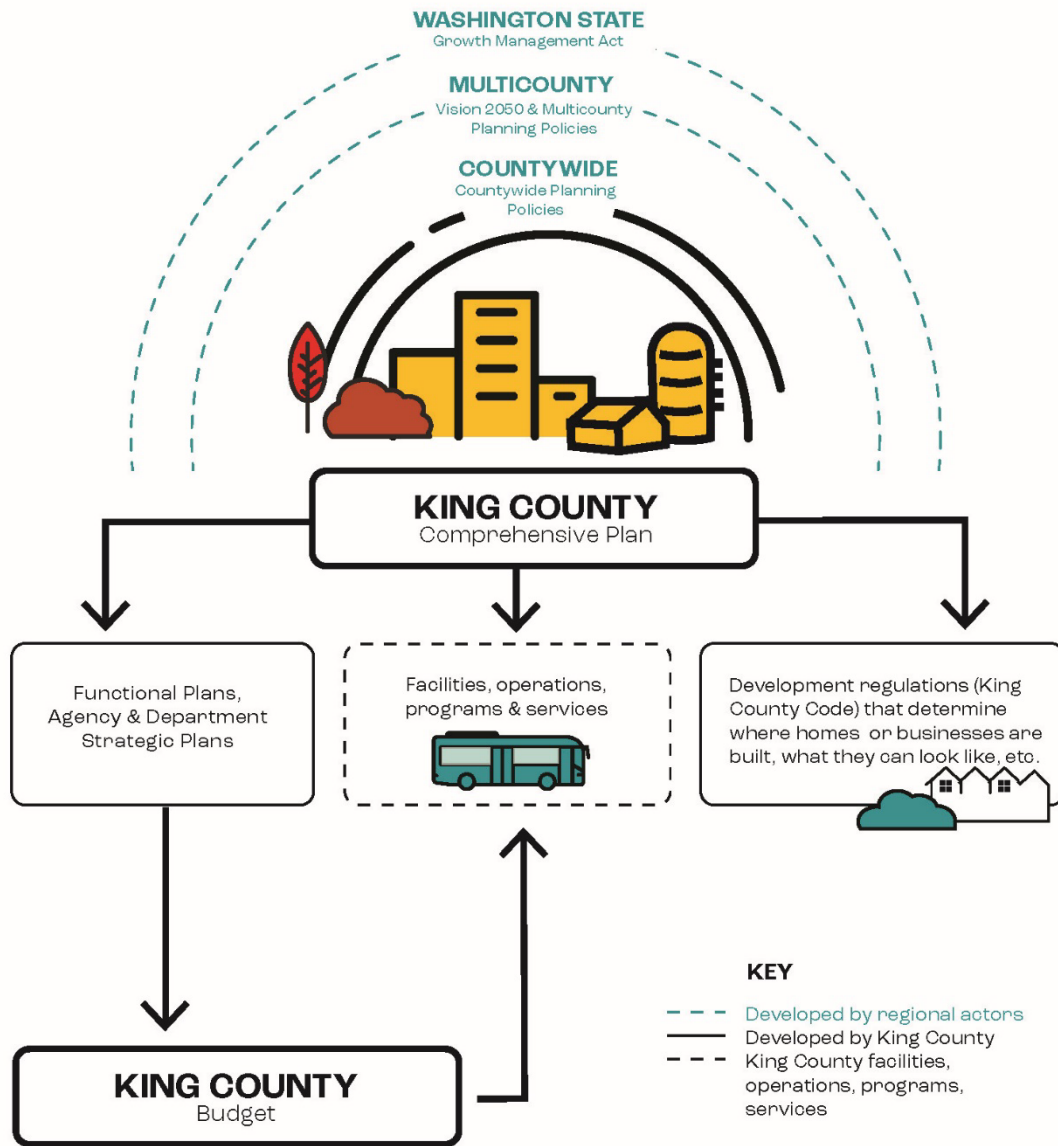 WASHINGTON STATE
Growth Management Act
MULTICOUNTY
Vision 2050 & Multicounty
Planning Policies
COUNTYWIDE
Countywide Planning
Policies
KING COUNTY
Comprehensive Plan
Functional Plans,
Agency & Department
Strategic Plans
Facilities, operations,
programs & services
Development regulations (King
County Code) that determine
where homes or businesses are
built, what they can look like, etc.
KING COUNTY
Budget
KEY
Developed by regional actors
Developed by King County
King County facilities,
operations, programs,
services